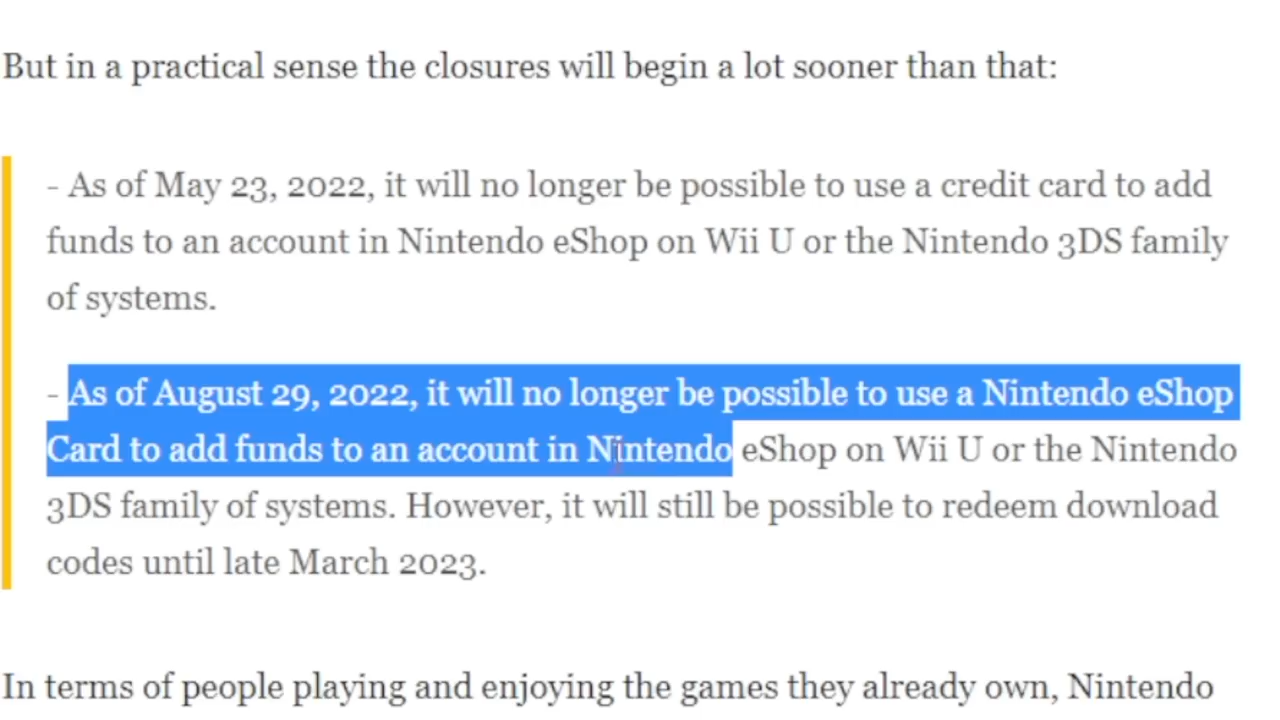 But in a practical sense the closures will begin a lot sooner than that:
- As of May 23, 2022, it will no longer be possible to use a credit card to add
funds to an account in Nintendo eShop on Wii U or the Nintendo 3DS family
of systems.
- As of August 29, 2022, it will no longer be possible to use a Nintendo eShop
Card to add funds to an account in Nintendo eShop on Wii U or the Nintendo
3DS family of systems. However, it will still be possible to redeem download
codes until late March 2023.
In terms of people playing and enjoying the games they already own, Nintendo